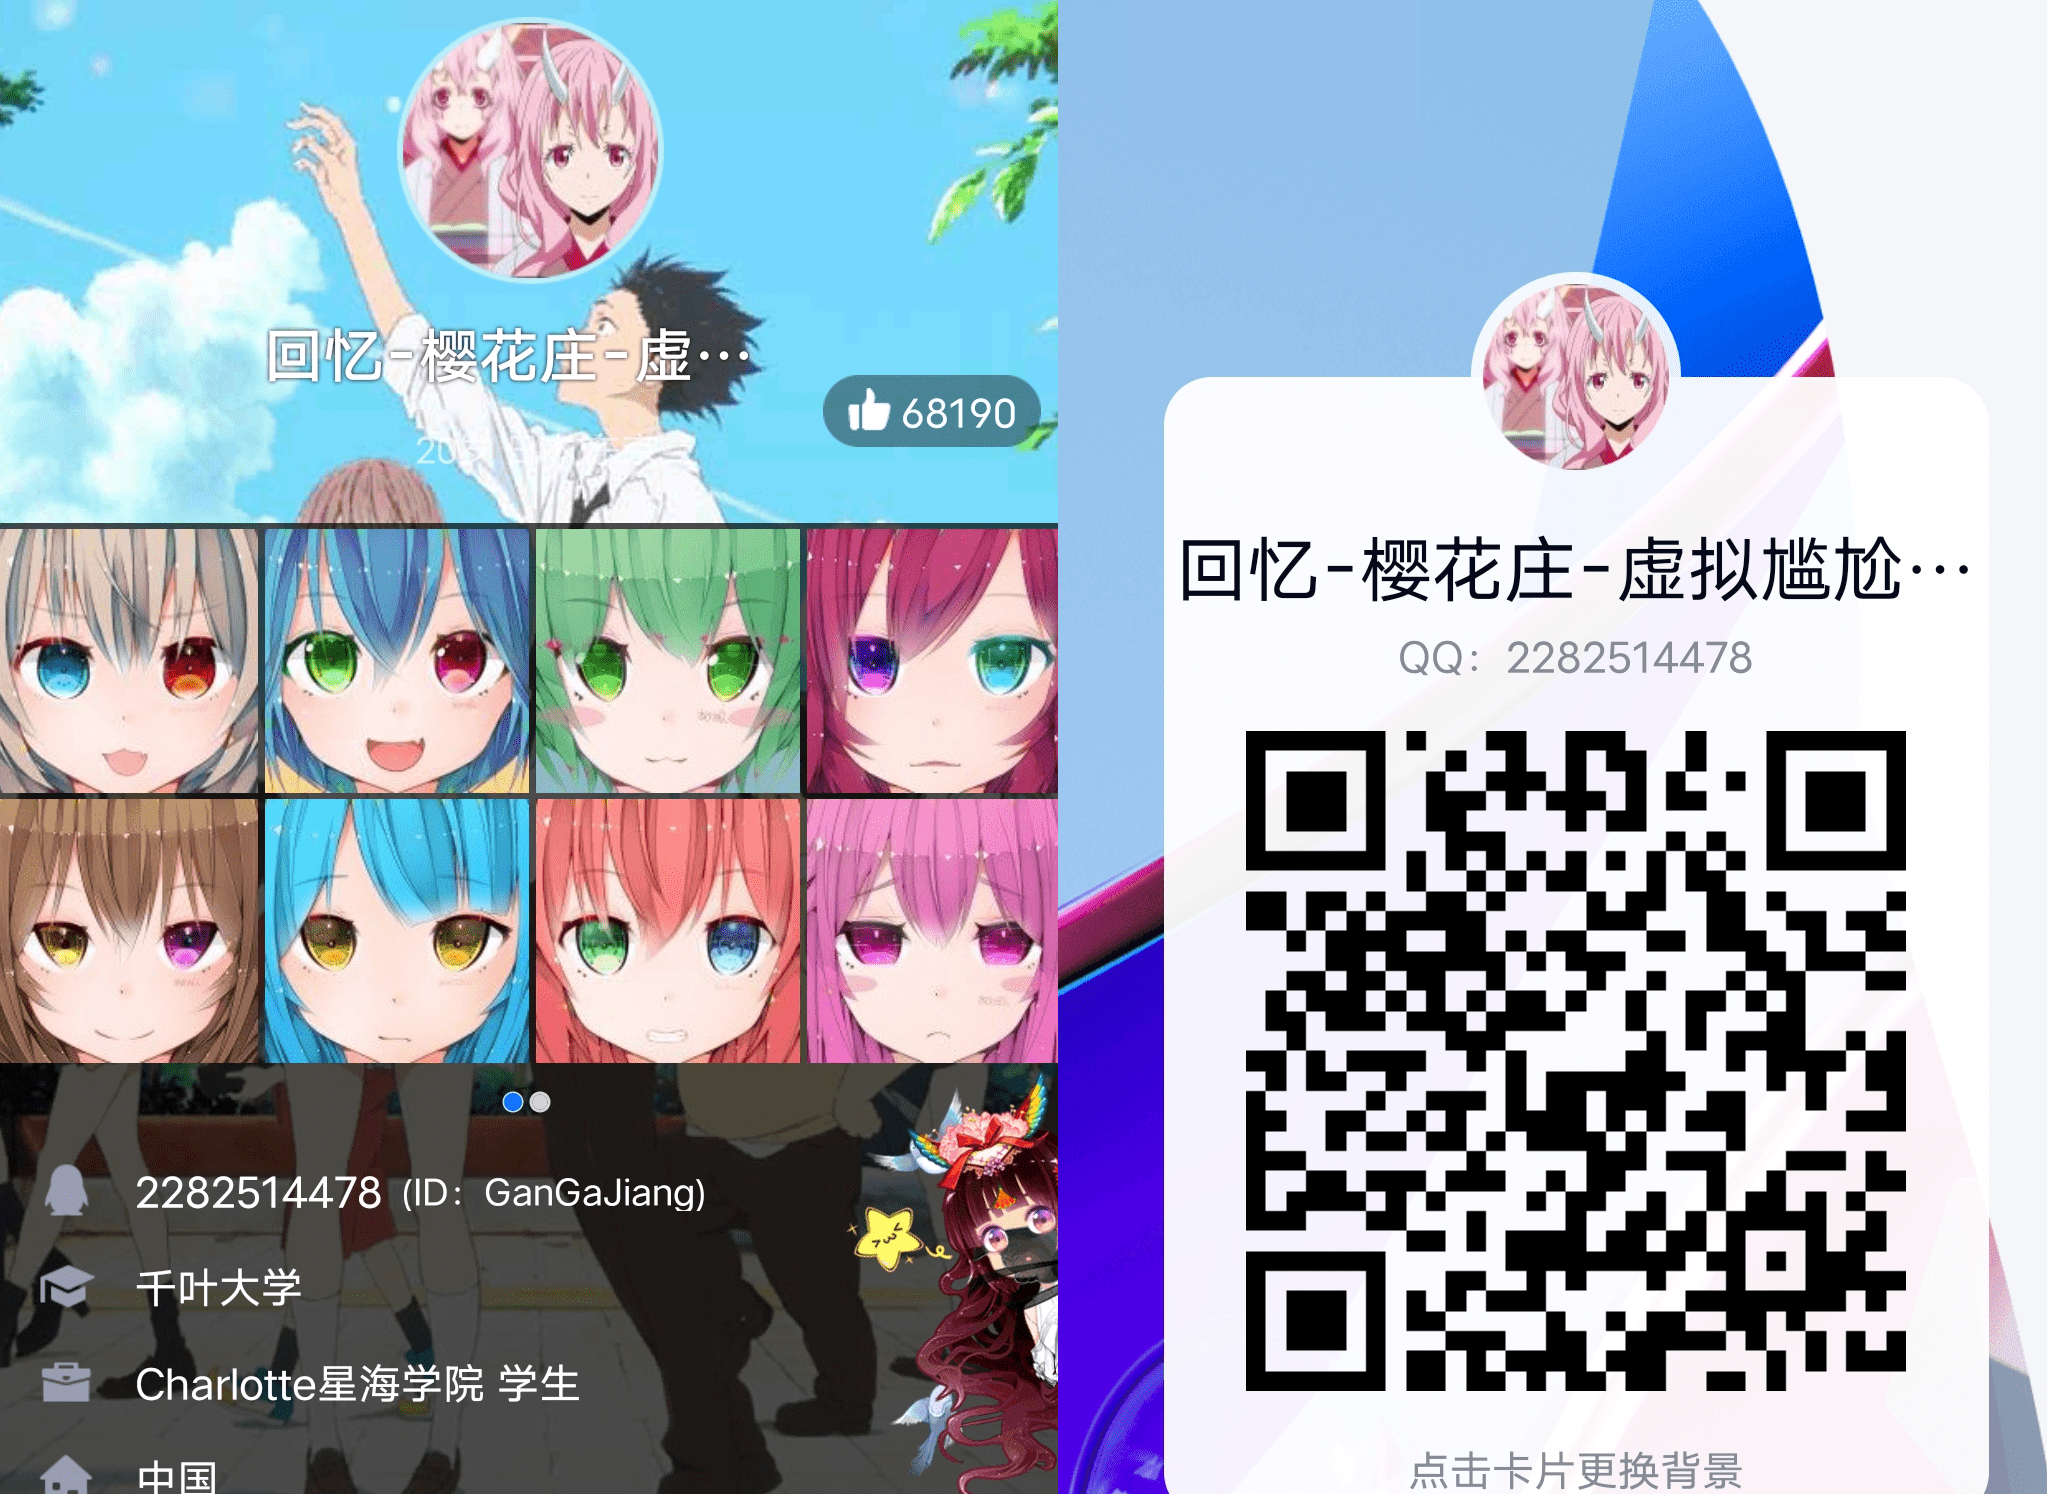 回忆-樱花庄-虚…
68190
2282514478 (ID：GanGaJiang)
千叶大学
Charlotte星海学院 学生
中国
回忆-樱花庄-虚拟尴尬…
QQ：2282514478
点击卡片更换背景